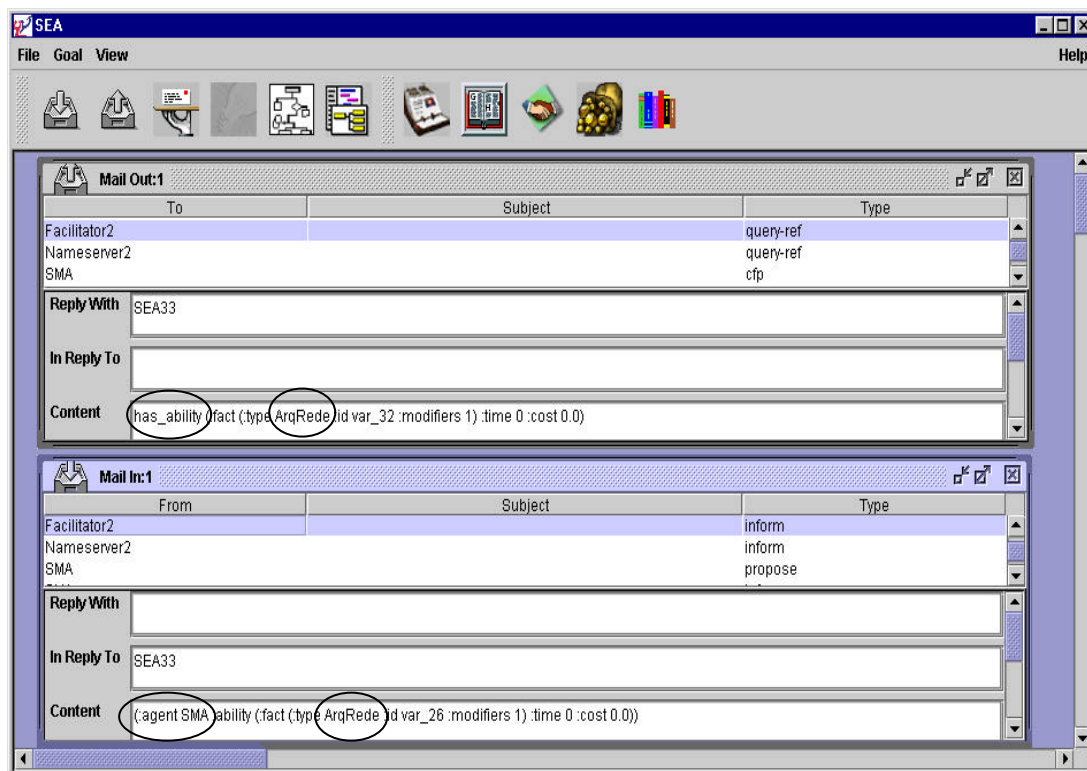 SEA
File Goal View Help
Mail Out:1
To Subject Type
Facilitator2 query-ref
Nameserver2 query-ref
SMA cfp
Reply With SEA33
In Reply To
Content has_ability (:fact (:type ArqRede :id var_32 :modifiers 1) :time 0 :cost 0.0)
Mail In:1
From Subject Type
Facilitator2 inform
Nameserver2 inform
SMA propose
Reply With
In Reply To SEA33
Content (:agent SMA :ability (:fact (:type ArqRede :id var_26 :modifiers 1) :time 0 :cost 0.0))